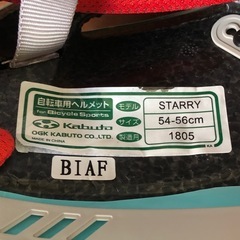 自転車用ヘルメット
for Bicycle Sports
Kabuto
OGK KABUTO CO.,LTD.
MADE IN CHINA
モデル STARRY
サイズ 54-56cm
製造月 1805
BIAF